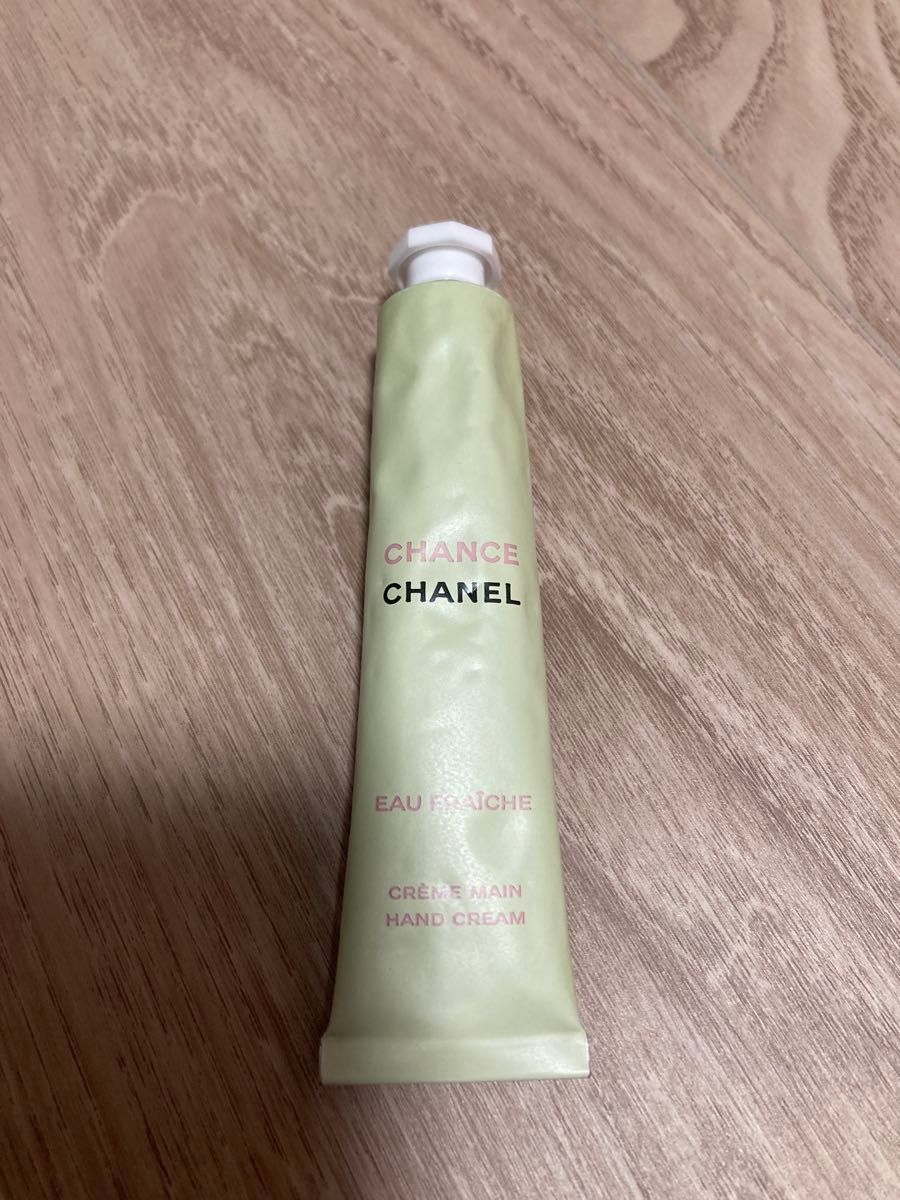 CHANCE
CHANEL
EAU FRAÎCHE
CRÈME MAIN
HAND CREAM